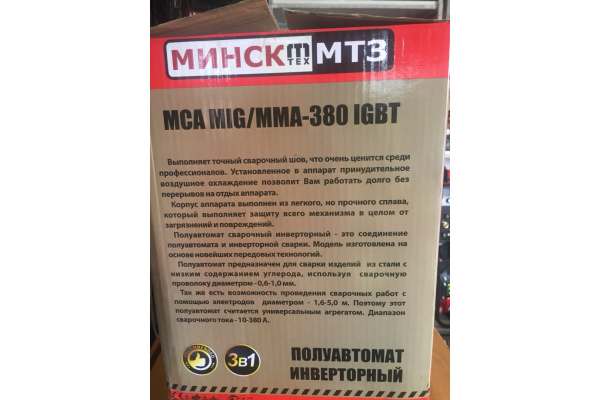 МИНСК m ТЕХ МТЗ
МСА MIG/MMA-380 IGBT
Выполняет точный сварочный шов, что очень ценится среди
профессионалов. Установленное в аппарат принудительное
воздушное охлаждение позволит Вам работать долго без
перерывов на отдых аппарата.
Корпус аппарата выполнен из легкого, но прочного сплава,
который выполняет защиту всего механизма в целом от
загрязнений и повреждений.
Полуавтомат сварочный инверторный - это соединение
полуавтомата и инверторной сварки. Модель изготовлена на
основе новейших передовых технологий.
Полуавтомат предназначен для сварки изделий из стали с
низким содержанием углерода, используя сварочную
проволоку диаметром - 0,6-1,0 мм.
Так же есть возможность проведения сварочных работ с
помощью электродов диаметром - 1,6-5,0 м. Поэтому этот
полуавтомат считается универсальным агрегатом. Диапазон
сварочного тока - 10-380 А.
3в1
ПОЛУАВТОМАТ
ИНВЕРТОРНЫЙ